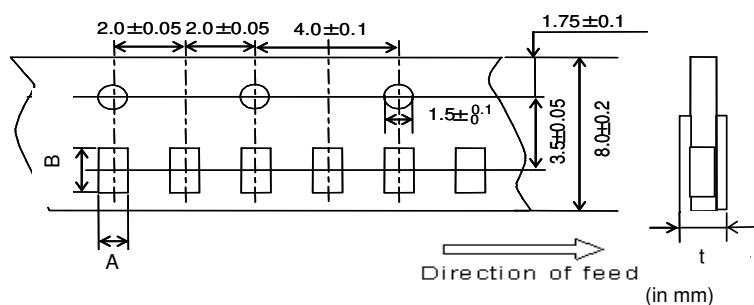 1.75±0.1
2.0±0.05 2.0±0.05 4.0±0.1
1.5±0.1 0
3.5±0.05
8.0±0.2
B
A
t
Direction of feed
(in mm)